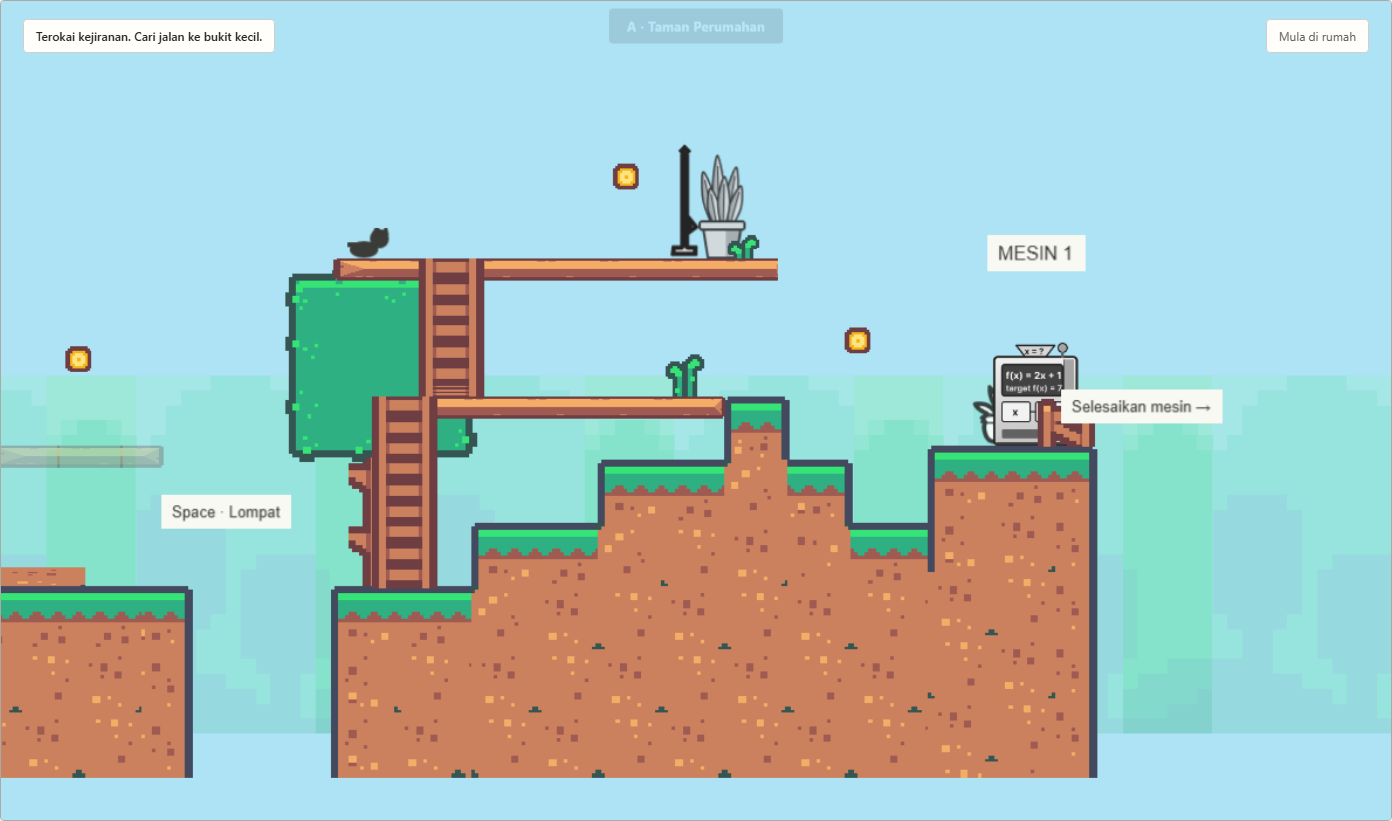 A · Taman Perumahan
Terokai kejiranan. Cari jalan ke bukit kecil.
Mula di rumah
MESIN 1
x = ?
f(x) = 2x + 1
target f(x) = 7
x
Selesaikan mesin →
Space · Lompat